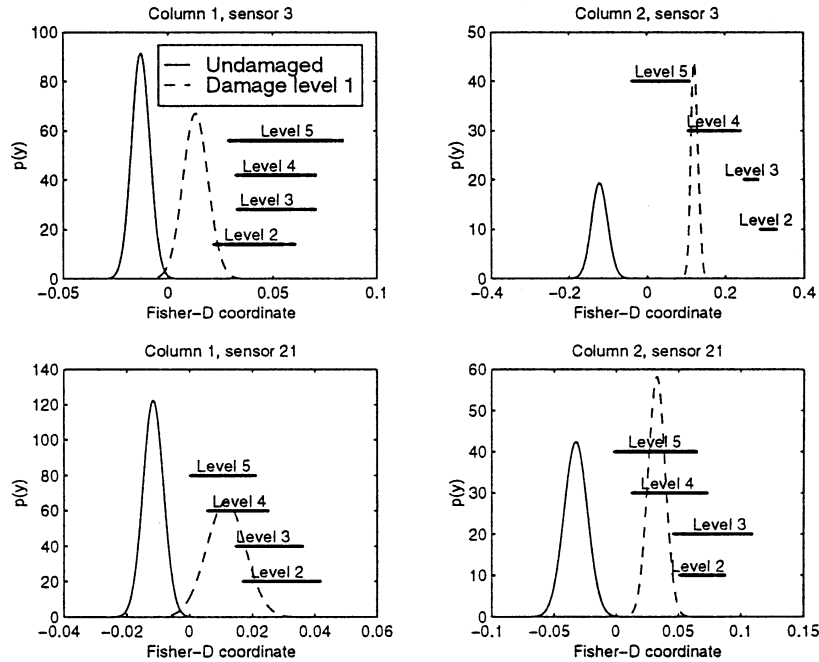 Column 1, sensor 3
100
80
60
40
20
0
p(y)
Undamaged
Damage level 1
Level 5
Level 4
Level 3
Level 2
−0.05
0
0.05
0.1
Fisher−D coordinate
Column 2, sensor 3
50
40
30
20
10
0
p(y)
Level 5
Level 4
Level 3
Level 2
−0.4
−0.2
0
0.2
0.4
Fisher−D coordinate
Column 1, sensor 21
140
120
100
80
60
40
20
0
p(y)
Level 5
Level 4
Level 3
Level 2
−0.04
−0.02
0
0.02
0.04
0.06
Fisher−D coordinate
Column 2, sensor 21
60
50
40
30
20
10
0
p(y)
Level 5
Level 4
Level 3
Level 2
−0.1
−0.05
0
0.05
0.1
0.15
Fisher−D coordinate